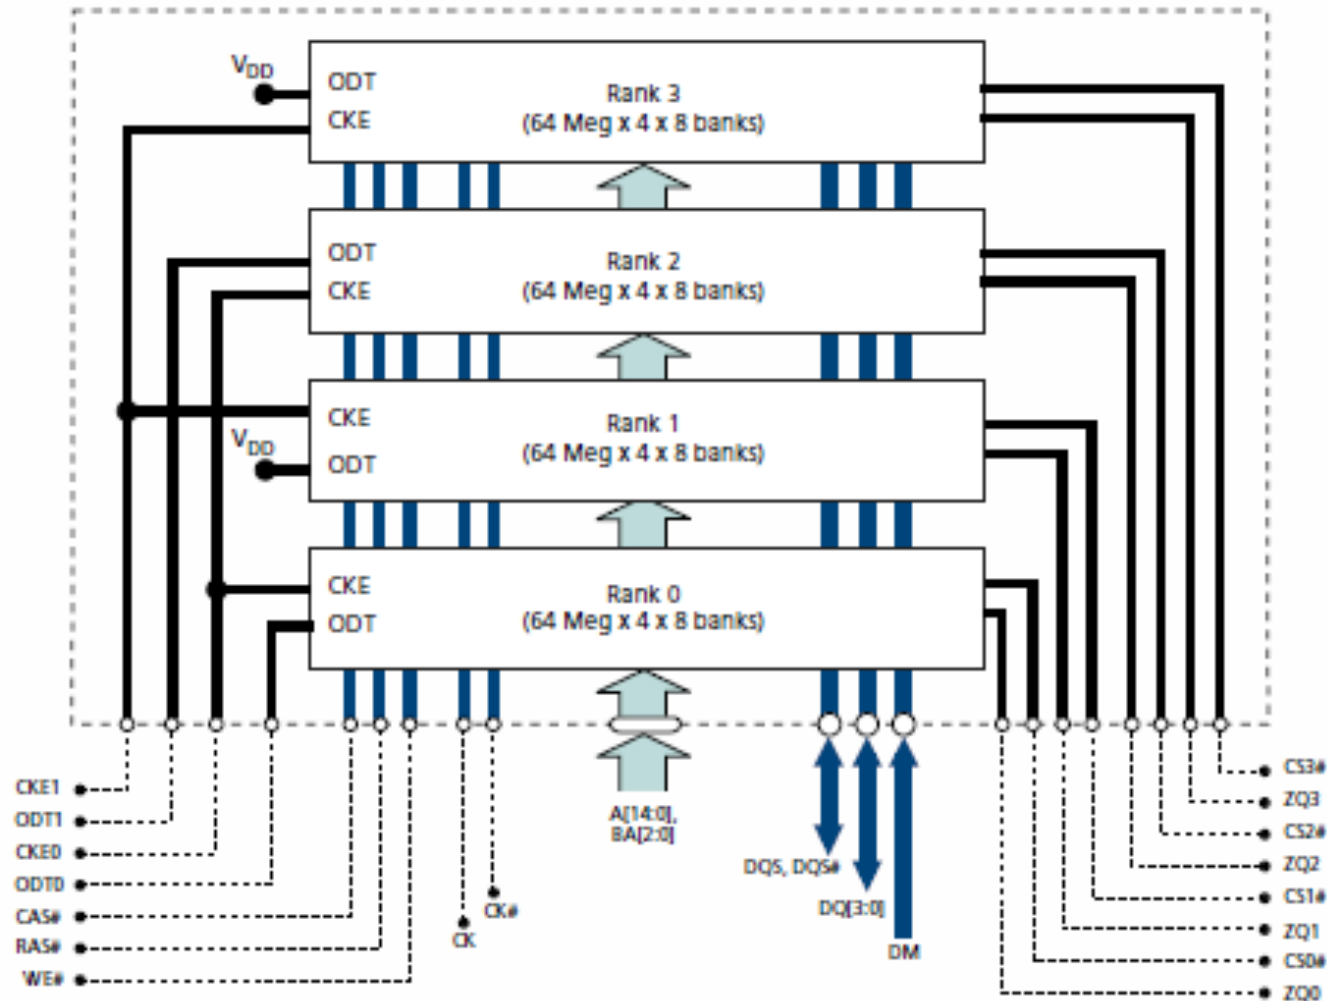 VDD
ODT
CKE
Rank 3
(64 Meg x 4 x 8 banks)
ODT
CKE
Rank 2
(64 Meg x 4 x 8 banks)
CKE
VDD
ODT
Rank 1
(64 Meg x 4 x 8 banks)
CKE
ODT
Rank 0
(64 Meg x 4 x 8 banks)
CKE1
ODT1
CKE0
ODT0
CAS#
RAS#
WE#
CK
CK#
A[14:0],
BA[2:0]
DQS, DQS#
DQ[3:0]
DM
CS3#
ZQ3
CS2#
ZQ2
CS1#
ZQ1
CS0#
ZQ0